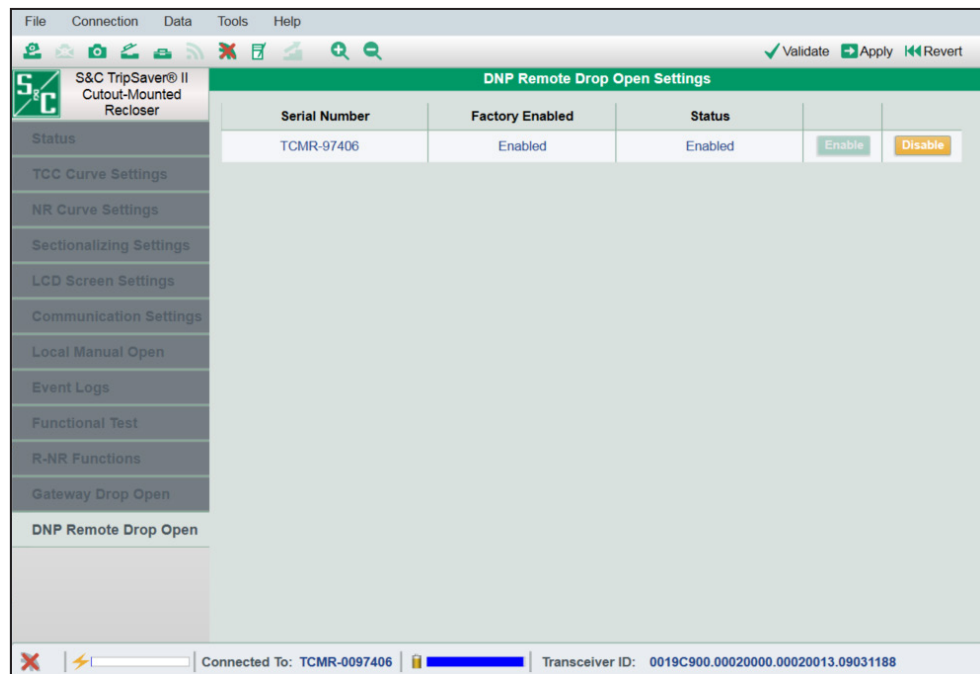 File Connection Data Tools Help
Validate Apply Revert
S&C
S&C TripSaver® II
Cutout-Mounted
Recloser
DNP Remote Drop Open Settings
Serial Number Factory Enabled Status
TCMR-97406 Enabled Enabled Enable Disable
Status
TCC Curve Settings
NR Curve Settings
Sectionalizing Settings
LCD Screen Settings
Communication Settings
Local Manual Open
Event Logs
Functional Test
R-NR Functions
Gateway Drop Open
DNP Remote Drop Open
Connected To: TCMR-0097406 Transceiver ID: 0019C900.00020000.00020013.09031188